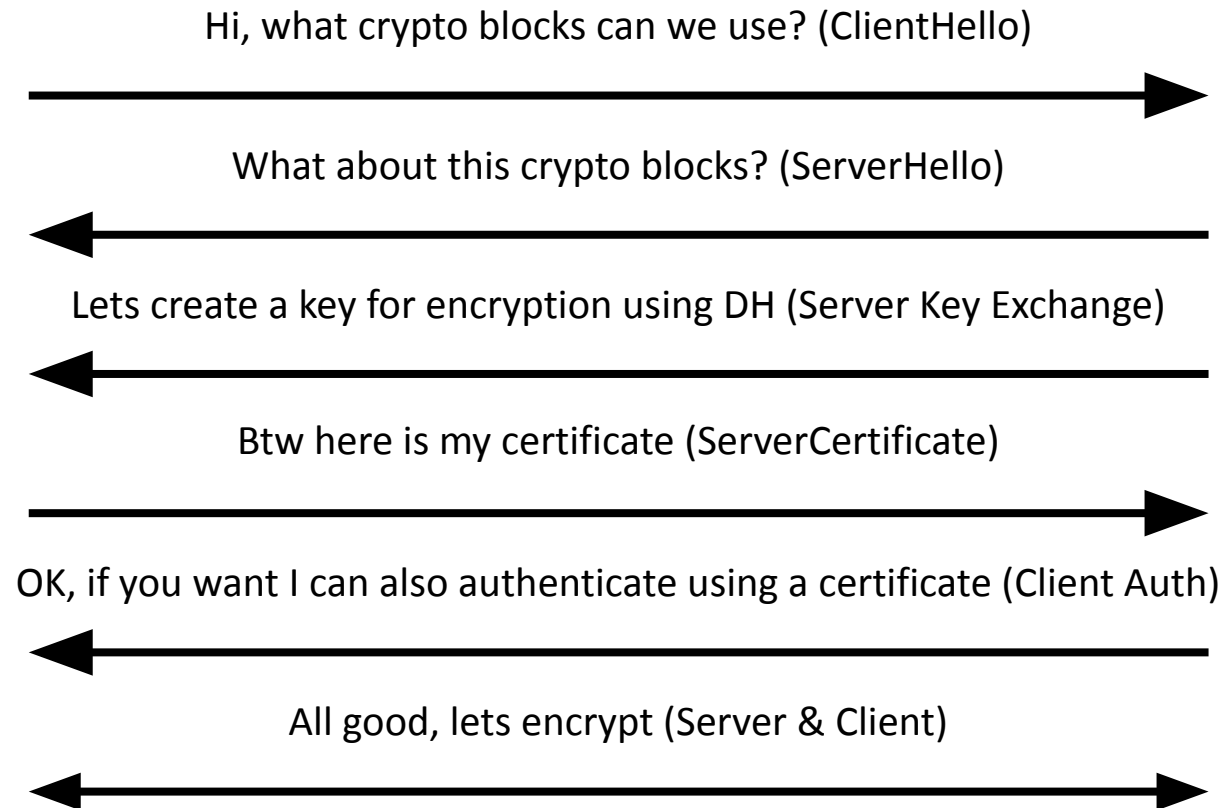 Hi, what crypto blocks can we use? (ClientHello)
What about this crypto blocks? (ServerHello)
Lets create a key for encryption using DH (Server Key Exchange)
Btw here is my certificate (ServerCertificate)
OK, if you want I can also authenticate using a certificate (Client Auth)
All good, lets encrypt (Server & Client)